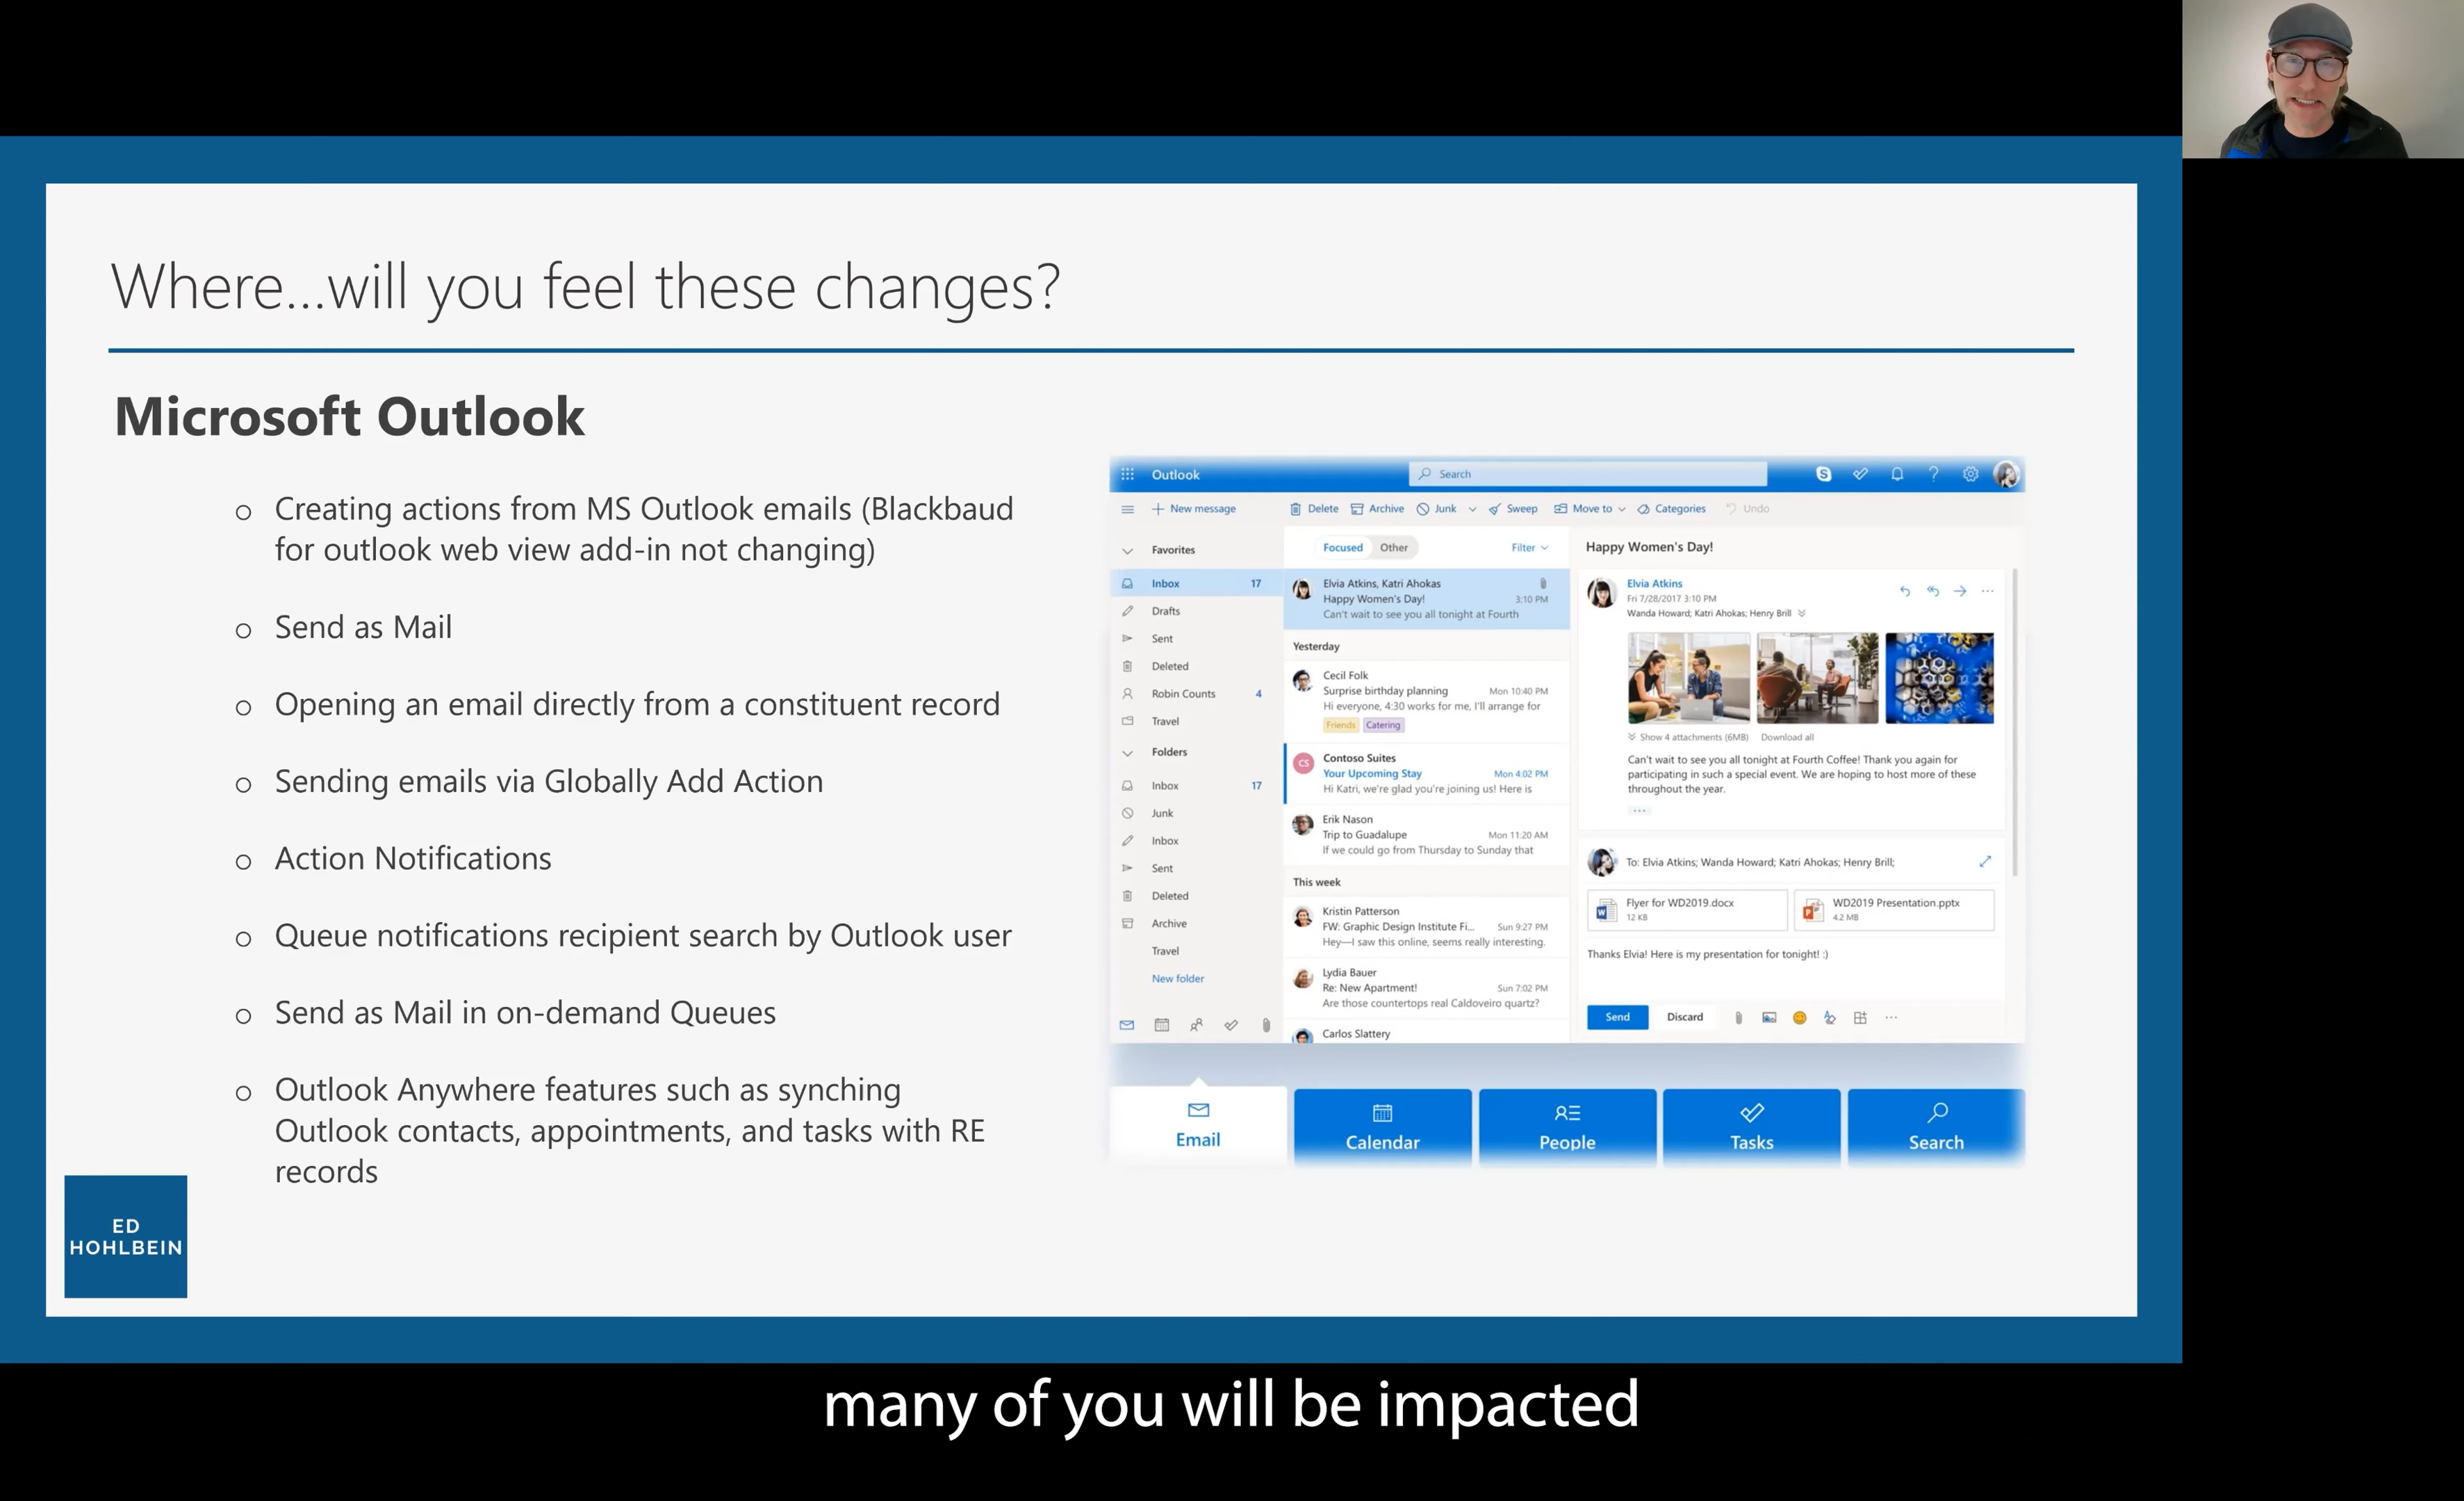 Where...will you feel these changes?
Microsoft Outlook
Creating actions from MS Outlook emails (Blackbaud
for outlook web view add-in not changing)
Send as Mail
Opening an email directly from a constituent record
Sending emails via Globally Add Action
Action Notifications
Queue notifications recipient search by Outlook user
Send as Mail in on-demand Queues
Outlook Anywhere features such as synching
Outlook contacts, appointments, and tasks with RE
records
ED
HOHLBEIN
Outlook
Search
New message
Delete Archive Junk Sweep Move to Categories Undo
Favorites
Inbox 17
Drafts
Sent
Deleted
Robin Counts 4
Travel
Folders
Inbox 17
Junk
Inbox
Sent
Deleted
Archive
Travel
New folder
Focused Other Filter
Elvia Atkins, Katri Ahokas
Happy Women's Day! 3:10 PM
Can't wait to see you all tonight at Fourth
Yesterday
Cecil Folk
Surprise birthday planning Mon 10:40 PM
Hi everyone, 4:30 works for me, I'll arrange for
Friends Catering
CS
Contoso Suites
Your Upcoming Stay Mon 4:02 PM
Hi Katri, we're glad you're joining us! Here is
Erik Nason
Trip to Guadalupe Mon 11:20 AM
If we could go from Thursday to Sunday that
This week
Kristin Patterson
FW: Graphic Design Institute Fi... Sun 9:27 PM
Hey—I saw this online, seems really interesting.
Lydia Bauer
Re: New Apartment! Sun 7:02 PM
Are those countertops real Caldoveiro quartz?
Carlos Slattery
Happy Women's Day!
Elvia Atkins
Fri 7/28/2017 3:10 PM
Wanda Howard; Katri Ahokas; Henry Brill
Show 4 attachments (6MB) Download all
Can't wait to see you all tonight at Fourth Coffee! Thank you again for
participating in such a special event. We are hoping to host more of these
throughout the year.
To: Elvia Atkins; Wanda Howard; Katri Ahokas; Henry Brill;
Flyer for WD2019.docx
12 KB
WD2019 Presentation.pptx
4.2 MB
Thanks Elvia! Here is my presentation for tonight! :)
Send Discard
Email Calendar People Tasks Search
many of you will be impacted